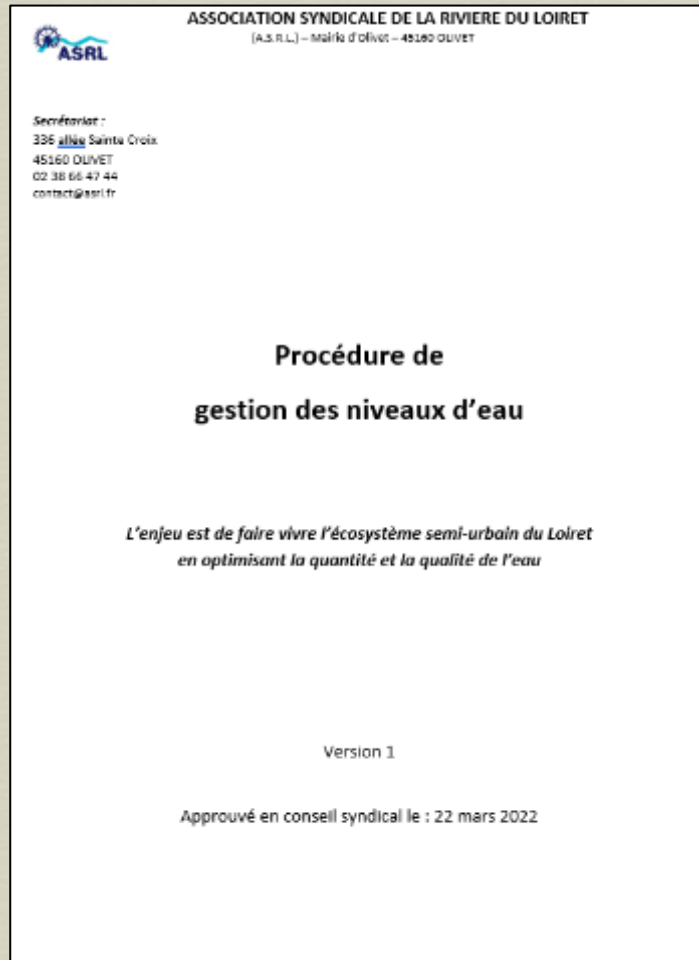 ASSOCIATION SYNDICALE DE LA RIVIERE DU LOIRET
(A.S.R.L.) – Mairie d'Olivet – 45160 OLIVET
ASRL
Secrétariat :
336 allée Sainte Croix
45160 OLIVET
02 38 66 47 44
contact@asrl.fr
Procédure de
gestion des niveaux d'eau
L'enjeu est de faire vivre l'écosystème semi-urbain du Loiret
en optimisant la quantité et la qualité de l'eau
Version 1
Approuvé en conseil syndical le : 22 mars 2022